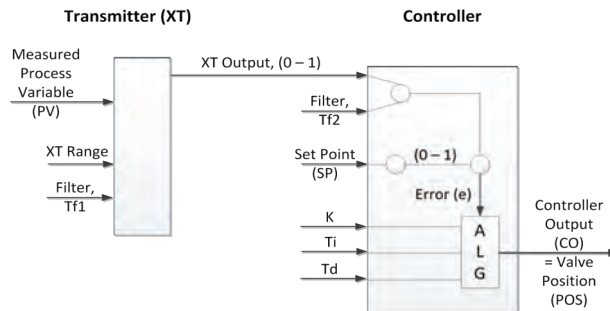 Transmitter (XT)
Controller
Measured
Process
Variable
(PV)
XT Range
Filter,
Tf1
XT Output, (0 – 1)
Filter,
Tf2
Set Point
(SP)
(0 – 1)
Error (e)
K
Ti
Td
A
L
G
Controller
Output
(CO)
= Valve
Position
(POS)